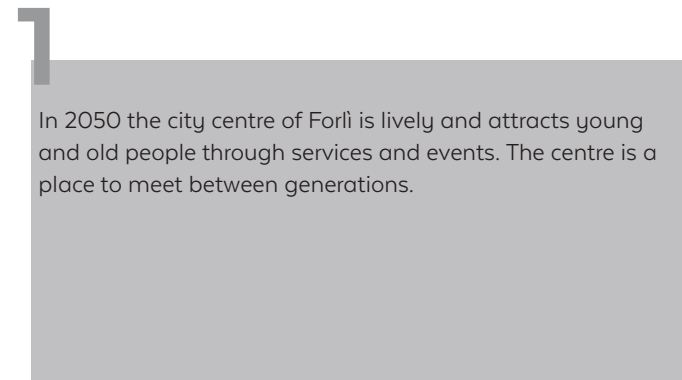 1
In 2050 the city centre of Forlì is lively and attracts young
and old people through services and events. The centre is a
place to meet between generations.